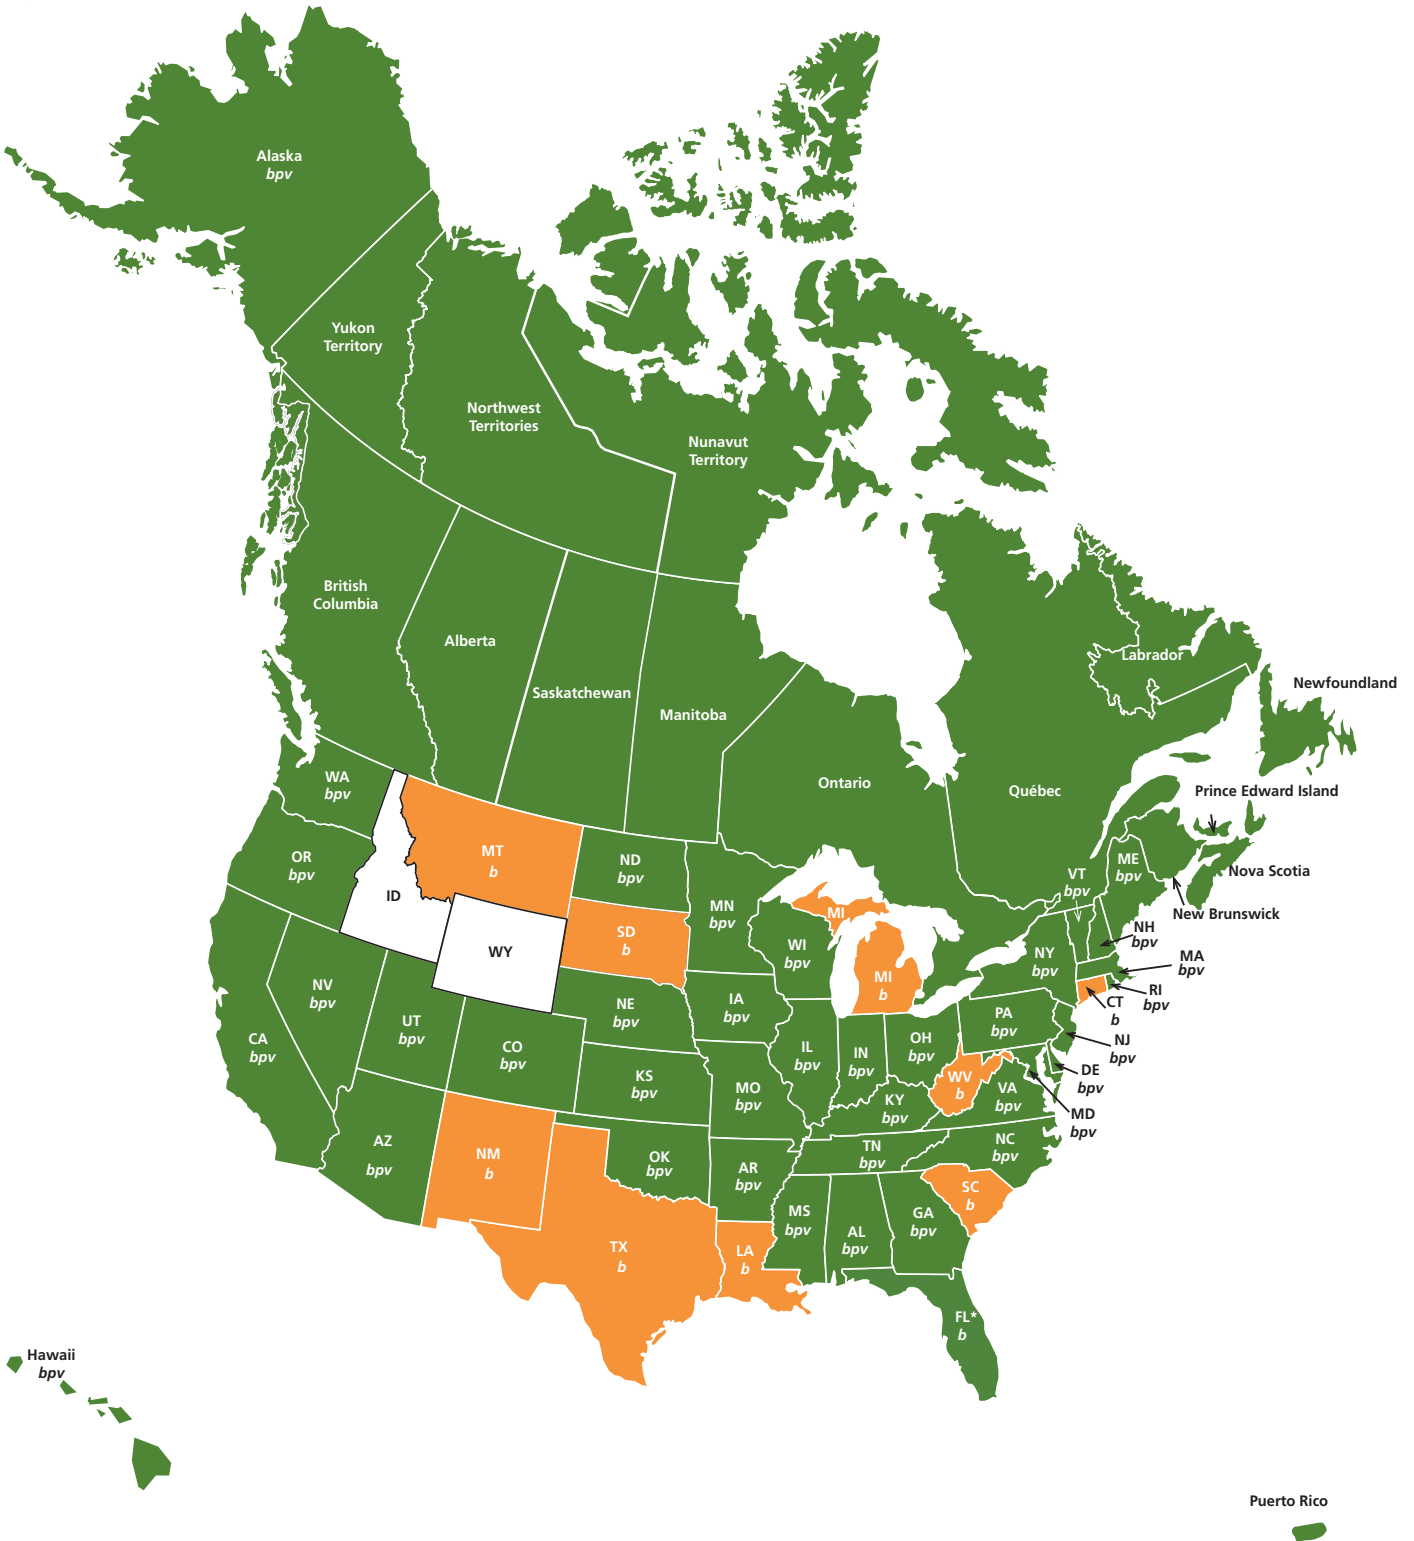 Alaska
bpv
Yukon
Territory
Northwest
Territories
Nunavut
Territory
British
Columbia
Alberta
Saskatchewan
Manitoba
Ontario
Québec
Labrador
Newfoundland
Prince Edward Island
Nova Scotia
New Brunswick
WA
bpv
OR
bpv
ID
MT
b
ND
bpv
MN
bpv
WI
bpv
MI
MI
b
VT
bpv
ME
bpv
NH
bpv
MA
bpv
RI
bpv
CT
b
NY
bpv
SD
b
WY
NV
bpv
CA
bpv
UT
bpv
CO
bpv
NE
bpv
IA
bpv
IL
bpv
IN
bpv
OH
bpv
PA
bpv
NJ
bpv
DE
bpv
MD
bpv
WV
b
VA
bpv
KS
bpv
MO
bpv
KY
bpv
NC
bpv
TN
bpv
AZ
bpv
NM
b
OK
bpv
AR
bpv
SC
b
MS
bpv
AL
bpv
GA
bpv
TX
b
LA
b
FL*
b
Hawaii
bpv
Puerto Rico